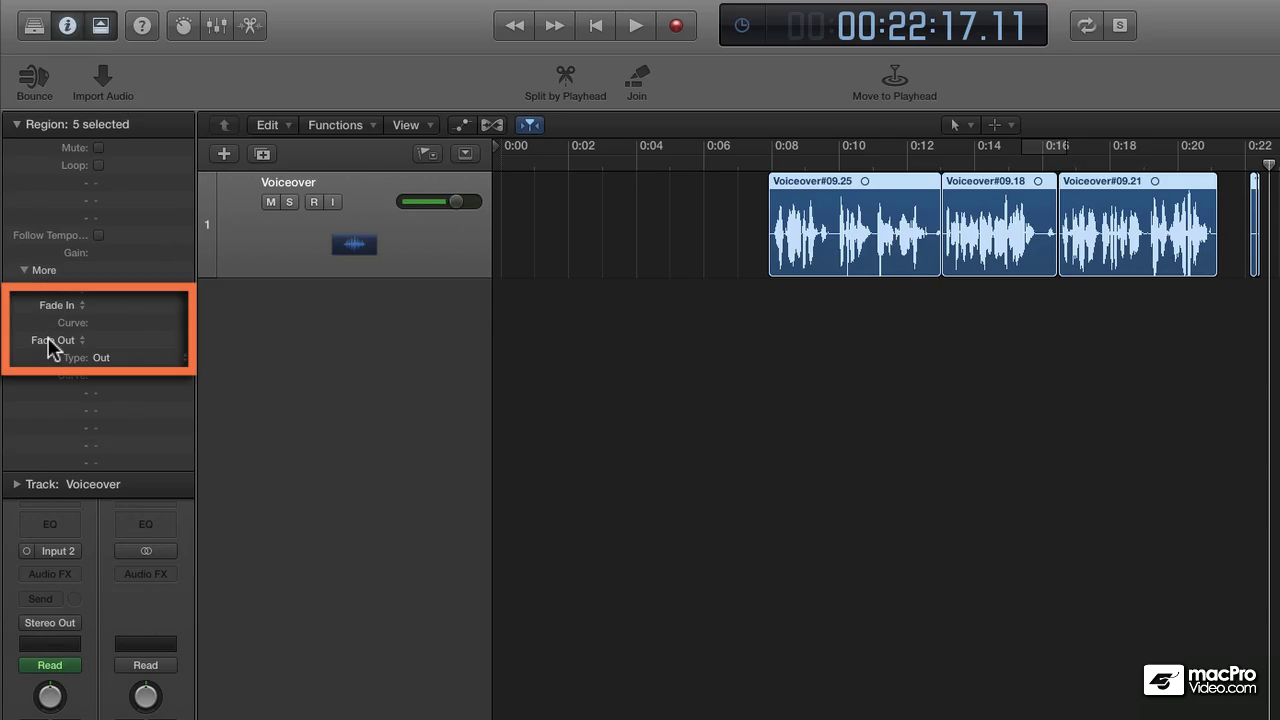 00:00:22:17.11
Bounce
Import Audio
Split by Playhead
Join
Move to Playhead
Region: 5 selected
Edit
Functions
View
Mute:
Loop:
- -
- -
- -
Follow Tempo...
Gain:
More
Fade In
Curve:
Fade Out
Type: Out
Curve:
- -
- -
- -
- -
- -
0:00
0:02
0:04
0:06
0:08
0:10
0:12
0:14
0:16
0:18
0:20
0:22
1
Voiceover
M S R I
Voiceover#09.25
Voiceover#09.18
Voiceover#09.21
Track: Voiceover
EQ
EQ
Input 2
Audio FX
Audio FX
Send
Stereo Out
Read
Read
S
macPro
Video.com